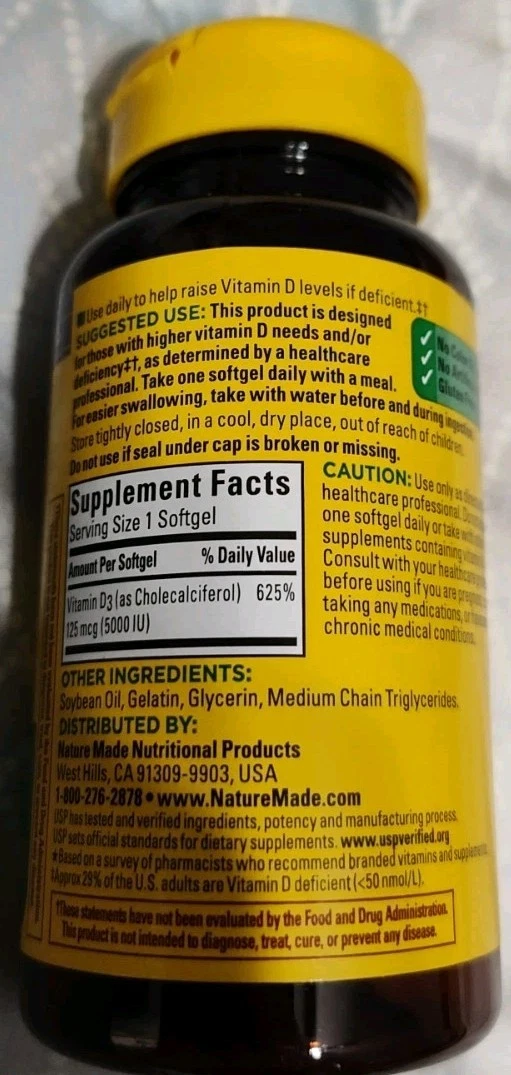 Use daily to help raise Vitamin D levels if deficient.‡†
SUGGESTED USE: This product is designed
for those with higher vitamin D needs and/or
deficiency‡†, as determined by a healthcare
professional. Take one softgel daily with a meal.
For easier swallowing, take with water before and during
Store tightly closed, in a cool, dry place, out of reach of children.
Do not use if seal under cap is broken or missing.
✓ No
✓ No
✓ Gluten
Supplement Facts
Serving Size 1 Softgel
Amount Per Softgel % Daily Value
Vitamin D3 (as Cholecalciferol) 625%
125 mcg (5000 IU)
CAUTION: Use only as
healthcare professional.
one softgel daily or take
supplements containing
Consult with your
before using if you are
taking any medications,
chronic medical conditions.
OTHER INGREDIENTS:
Soybean Oil, Gelatin, Glycerin, Medium Chain Triglycerides.
DISTRIBUTED BY:
Nature Made Nutritional Products
West Hills, CA 91309-9903, USA
1-800-276-2878 • www.NatureMade.com
USP has tested and verified ingredients, potency and manufacturing process.
USP sets official standards for dietary supplements. www.uspverified.org
*Based on a survey of pharmacists who recommend branded vitamins and
‡Approx 29% of the U.S. adults are Vitamin D deficient (<50 nmol/L).
†These statements have not been evaluated by the Food and Drug Administration.
This product is not intended to diagnose, treat, cure, or prevent any disease.